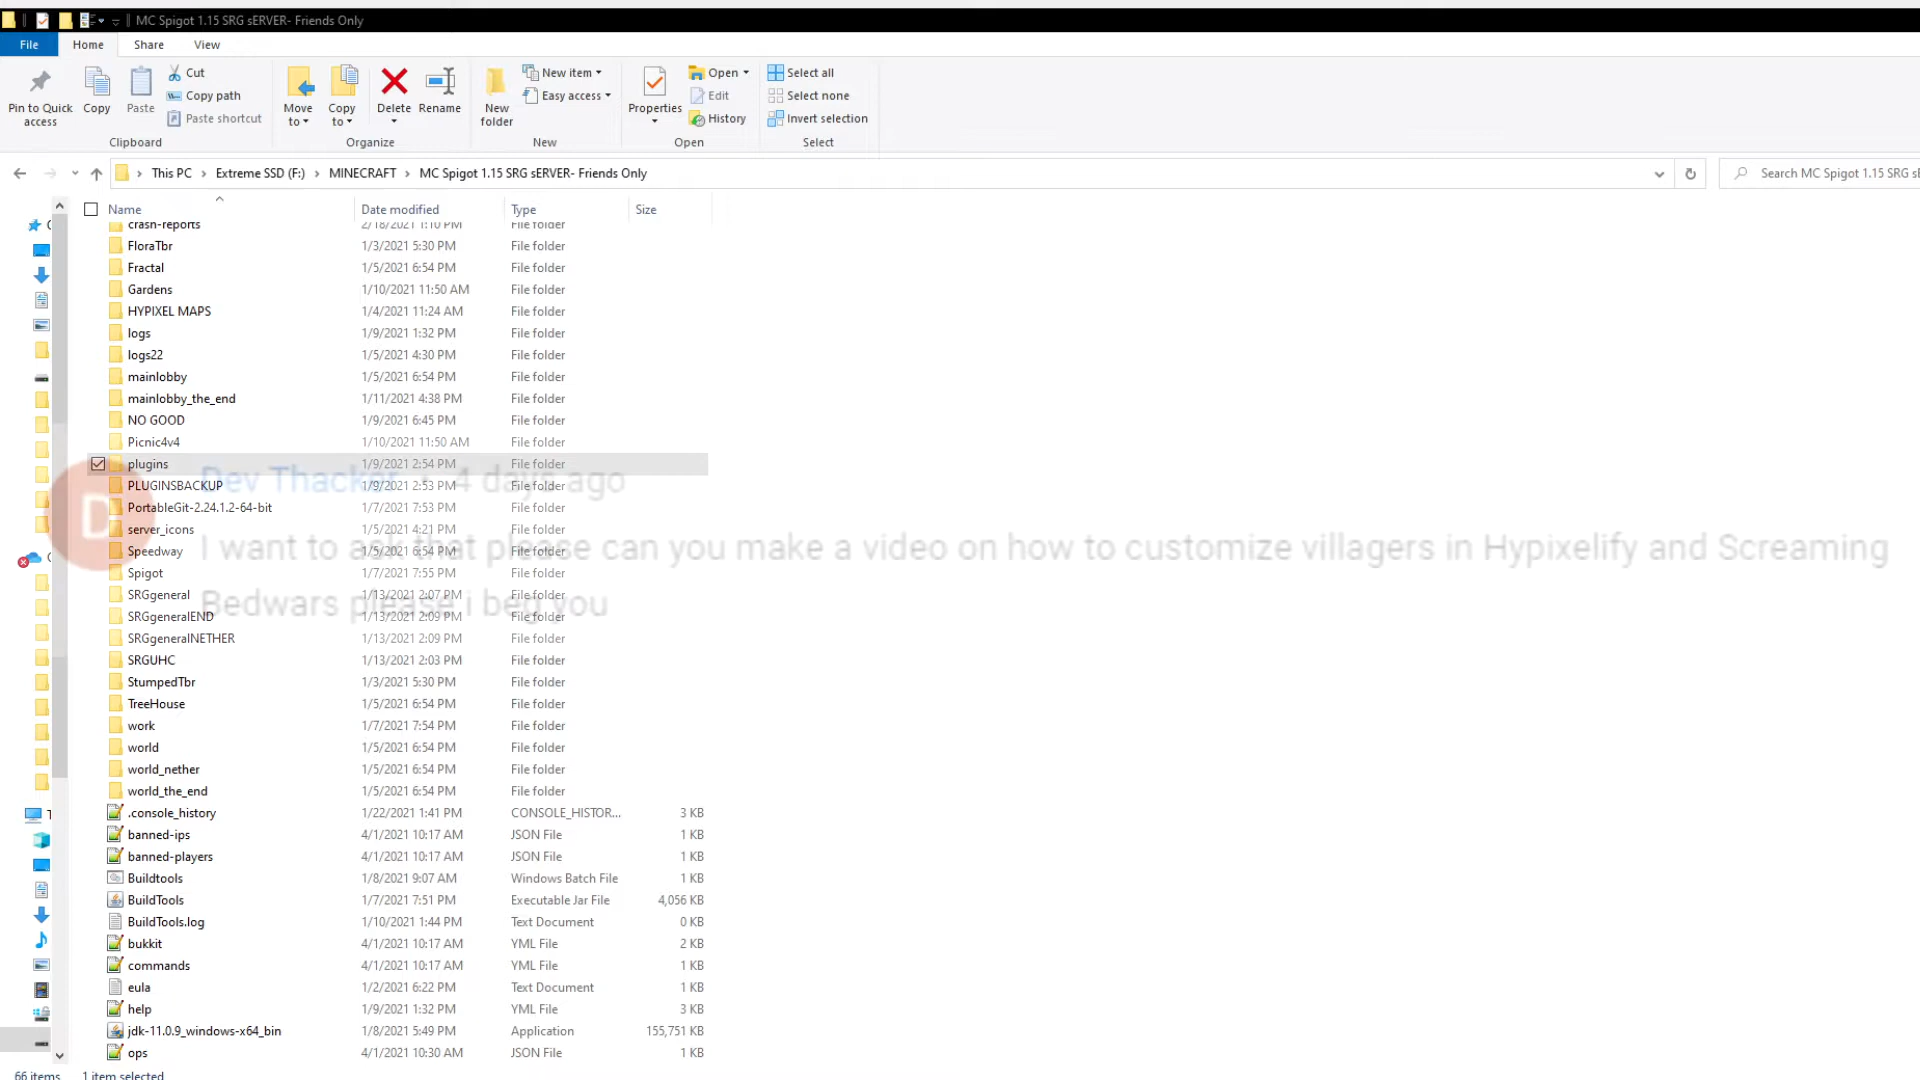 MC Spigot 1.15 SRG sERVER- Friends Only
File Home Share View
Pin to Quick access
Copy
Paste
Cut
Copy path
Paste shortcut
Clipboard
Move to
Copy to
Delete
Rename
Organize
New folder
New item
Easy access
New
Properties
Open
Edit
History
Open
Select all
Select none
Invert selection
Select
This PC > Extreme SSD (F:) > MINECRAFT > MC Spigot 1.15 SRG sERVER- Friends Only
Search MC Spigot 1.15 SRG sE
Name Date modified Type Size
crash-reports 2/18/2021 1:10 PM File folder
FloraTbr 1/3/2021 5:30 PM File folder
Fractal 1/5/2021 6:54 PM File folder
Gardens 1/10/2021 11:50 AM File folder
HYPIXEL MAPS 1/4/2021 11:24 AM File folder
logs 1/9/2021 1:32 PM File folder
logs22 1/5/2021 4:30 PM File folder
mainlobby 1/5/2021 6:54 PM File folder
mainlobby_the_end 1/11/2021 4:38 PM File folder
NO GOOD 1/9/2021 6:45 PM File folder
Picnic4v4 1/10/2021 11:50 AM File folder
plugins 1/9/2021 2:54 PM File folder
PLUGINSBACKUP 1/9/2021 2:53 PM File folder
PortableGit-2.24.1.2-64-bit 1/7/2021 7:53 PM File folder
server_icons 1/5/2021 4:21 PM File folder
Speedway 1/5/2021 6:54 PM File folder
Spigot 1/7/2021 7:55 PM File folder
SRGgeneral 1/13/2021 2:07 PM File folder
SRGgeneralEND 1/13/2021 2:09 PM File folder
SRGgeneralNETHER 1/13/2021 2:09 PM File folder
SRGUHC 1/13/2021 2:03 PM File folder
StumpedTbr 1/3/2021 5:30 PM File folder
TreeHouse 1/5/2021 6:54 PM File folder
work 1/7/2021 7:54 PM File folder
world 1/5/2021 6:54 PM File folder
world_nether 1/5/2021 6:54 PM File folder
world_the_end 1/5/2021 6:54 PM File folder
.console_history 1/22/2021 1:41 PM CONSOLE_HISTOR... 3 KB
banned-ips 4/1/2021 10:17 AM JSON File 1 KB
banned-players 4/1/2021 10:17 AM JSON File 1 KB
Buildtools 1/8/2021 9:07 AM Windows Batch File 1 KB
BuildTools 1/7/2021 7:51 PM Executable Jar File 4,056 KB
BuildTools.log 1/10/2021 1:44 PM Text Document 0 KB
bukkit 4/1/2021 10:17 AM YML File 2 KB
commands 4/1/2021 10:17 AM YML File 1 KB
eula 1/2/2021 6:22 PM Text Document 1 KB
help 1/9/2021 1:32 PM YML File 3 KB
jdk-11.0.9_windows-x64_bin 1/8/2021 5:49 PM Application 155,751 KB
ops 4/1/2021 10:30 AM JSON File 1 KB
D
Dev Thacker • 4 days ago
I want to ask that please can you make a video on how to customize villagers in Hypixelify and Screaming
Bedwars please i beg you
66 items 1 item selected